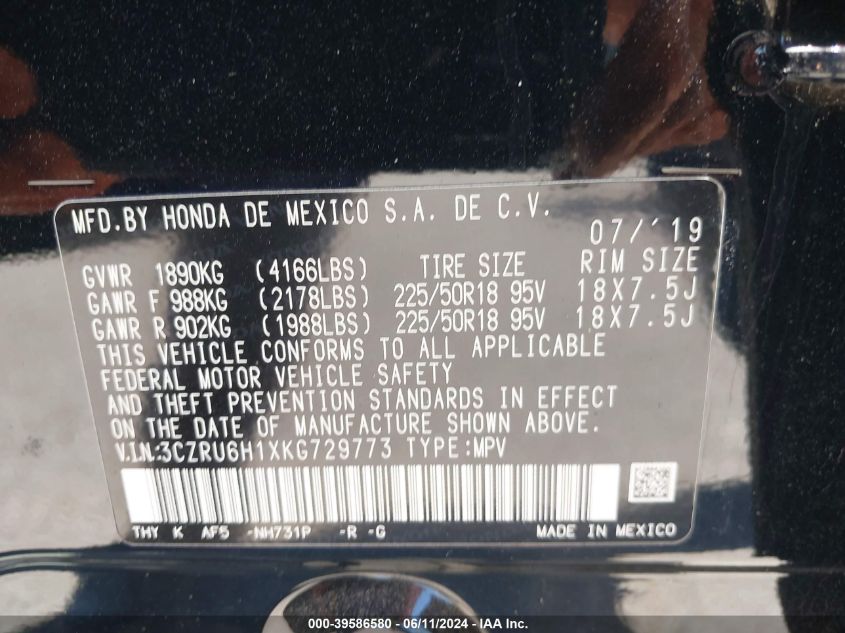 MFD.BY HONDA DE MEXICO S.A. DE C.V.
07/'19
GVWR 1890KG (4166LBS) TIRE SIZE RIM SIZE
GAWR F 988KG (2178LBS) 225/50R18 95V 18X7.5J
GAWR R 902KG (1988LBS) 225/50R18 95V 18X7.5J
THIS VEHICLE CONFORMS TO ALL APPLICABLE
FEDERAL MOTOR VEHICLE SAFETY
AND THEFT PREVENTION STANDARDS IN EFFECT
ON THE DATE OF MANUFACTURE SHOWN ABOVE.
V.I.N.:3CZRU6H1XKG729773 TYPE:MPV
THY K AF5 -NH731P -R -G MADE IN MEXICO
000-39586580 - 06/11/2024 - IAA Inc.